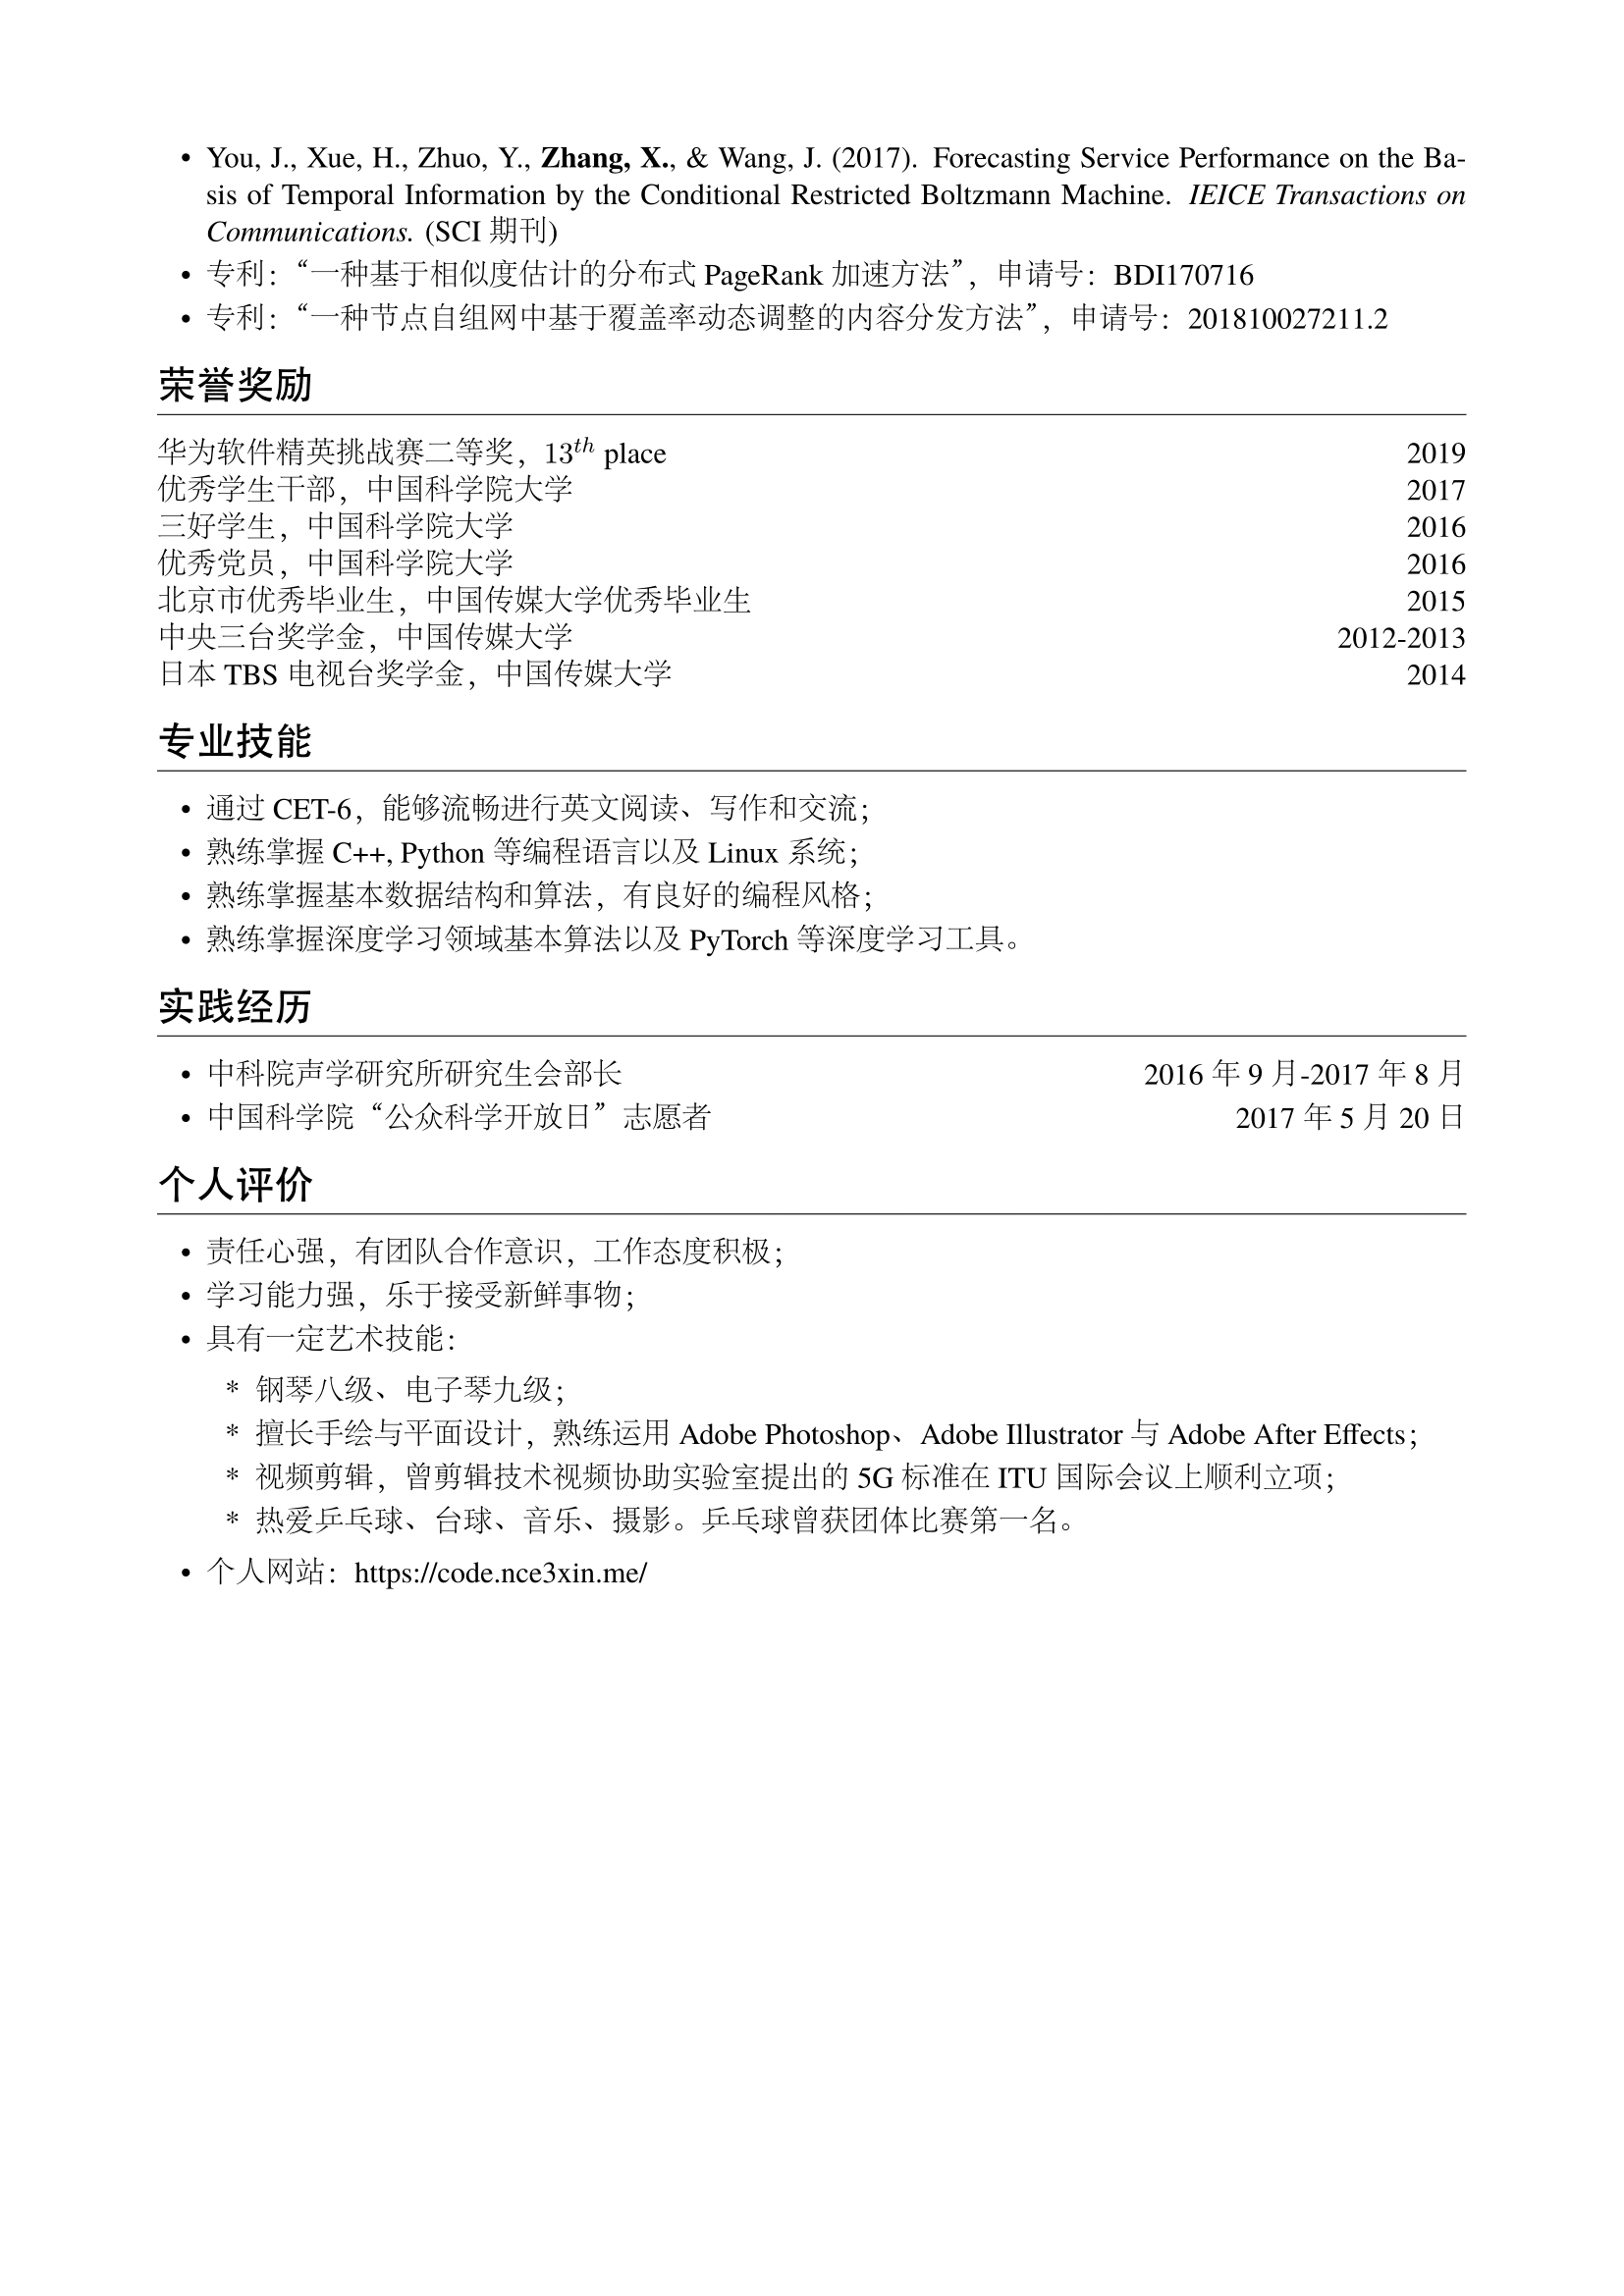 • You, J., Xue, H., Zhuo, Y., Zhang, X., & Wang, J. (2017). Forecasting Service Performance on the Ba-
sis of Temporal Information by the Conditional Restricted Boltzmann Machine. IEICE Transactions on
Communications. (SCI 期刊)
• 专利：“一种基于相似度估计的分布式 PageRank 加速方法”，申请号：BDI170716
• 专利：“一种节点自组网中基于覆盖率动态调整的内容分发方法”，申请号：201810027211.2
荣誉奖励
华为软件精英挑战赛二等奖，13th place 2019
优秀学生干部，中国科学院大学 2017
三好学生，中国科学院大学 2016
优秀党员，中国科学院大学 2016
北京市优秀毕业生，中国传媒大学优秀毕业生 2015
中央三台奖学金，中国传媒大学 2012-2013
日本 TBS 电视台奖学金，中国传媒大学 2014
专业技能
• 通过 CET-6，能够流畅进行英文阅读、写作和交流；
• 熟练掌握 C++, Python 等编程语言以及 Linux 系统；
• 熟练掌握基本数据结构和算法，有良好的编程风格；
• 熟练掌握深度学习领域基本算法以及 PyTorch 等深度学习工具。
实践经历
• 中科院声学研究所研究生会部长 2016 年 9 月-2017 年 8 月
• 中国科学院“公众科学开放日”志愿者 2017 年 5 月 20 日
个人评价
• 责任心强，有团队合作意识，工作态度积极；
• 学习能力强，乐于接受新鲜事物；
• 具有一定艺术技能：
* 钢琴八级、电子琴九级；
* 擅长手绘与平面设计，熟练运用 Adobe Photoshop、Adobe Illustrator 与 Adobe After Effects；
* 视频剪辑，曾剪辑技术视频协助实验室提出的 5G 标准在 ITU 国际会议上顺利立项；
* 热爱乒乓球、台球、音乐、摄影。乒乓球曾获团体比赛第一名。
• 个人网站：https://code.nce3xin.me/